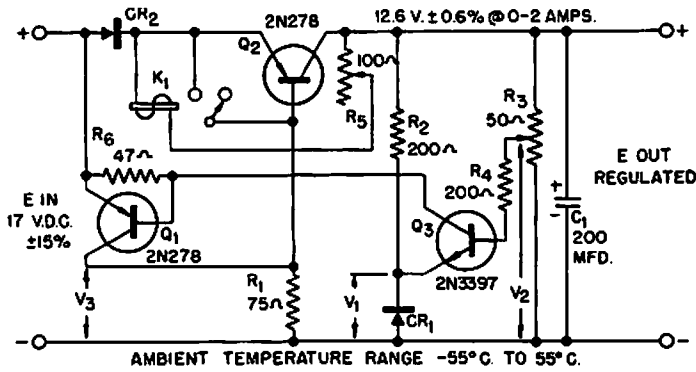 CR2
2N278
12.6 V. ± 0.6% @ 0-2 AMPS.
+
+
Q2
K1
100Ω
R5
R3
50Ω
R2
200Ω
R6
47Ω
R4
200Ω
E OUT
REGULATED
E IN
17 V.D.C.
±15%
Q1
2N278
Q3
2N3397
+
-
C1
200
MFD.
V3
R1
75Ω
V1
CR1
V2
-
-
AMBIENT TEMPERATURE RANGE -55°C. TO 55°C.